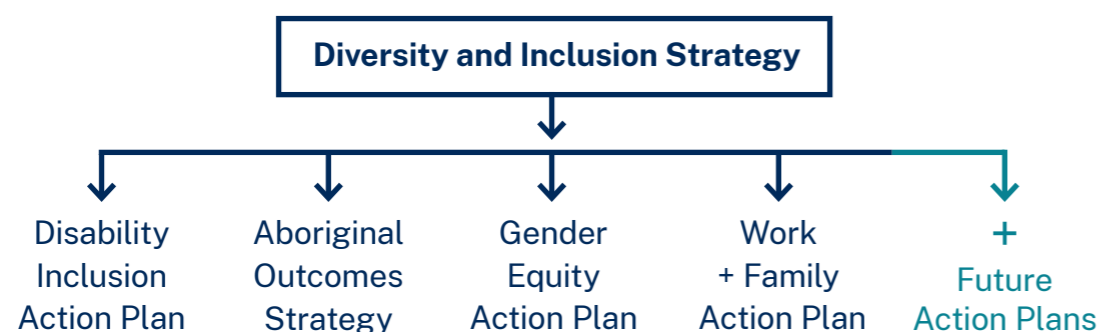 Diversity and Inclusion Strategy
Disability
Inclusion
Action Plan
Aboriginal
Outcomes
Strategy
Gender
Equity
Action Plan
Work
+ Family
Action Plan
+
Future
Action Plans